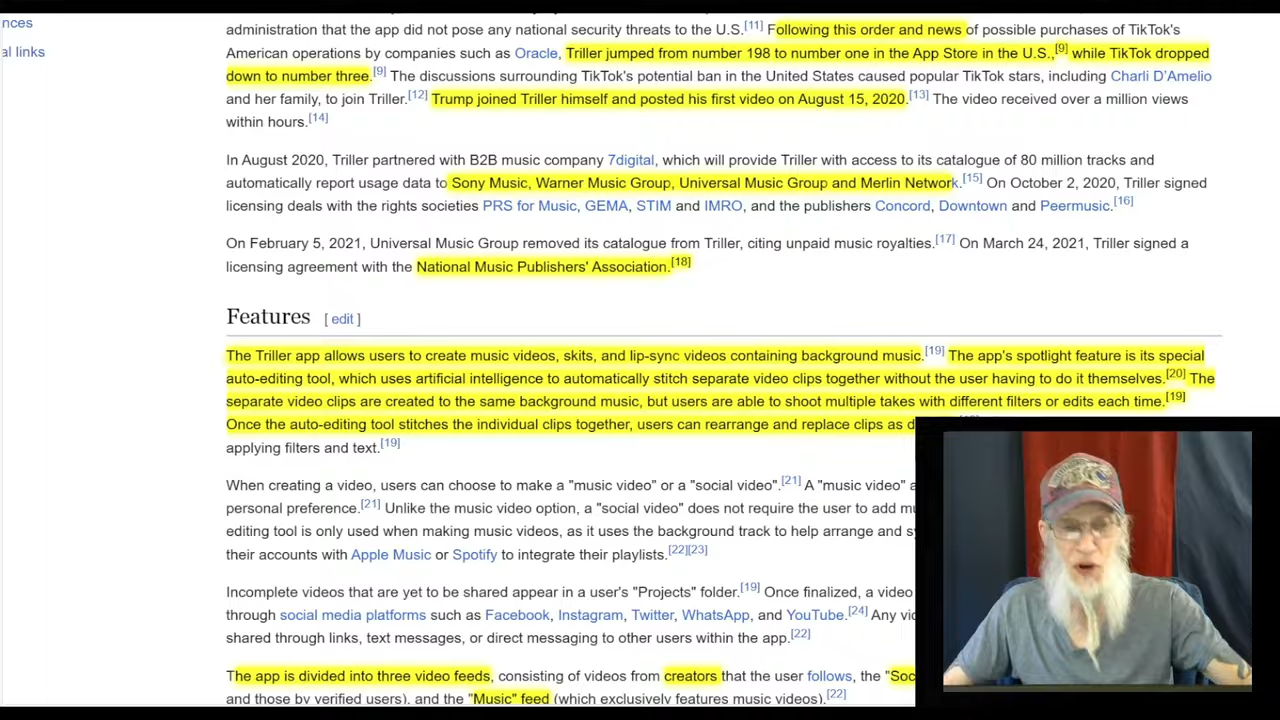 nces
al links
administration that the app did not pose any national security threats to the U.S.[11] Following this order and news of possible purchases of TikTok's
American operations by companies such as Oracle, Triller jumped from number 198 to number one in the App Store in the U.S.,[9] while TikTok dropped
down to number three.[9] The discussions surrounding TikTok's potential ban in the United States caused popular TikTok stars, including Charli D'Amelio
and her family, to join Triller.[12] Trump joined Triller himself and posted his first video on August 15, 2020.[13] The video received over a million views
within hours.[14]
In August 2020, Triller partnered with B2B music company 7digital, which will provide Triller with access to its catalogue of 80 million tracks and
automatically report usage data to Sony Music, Warner Music Group, Universal Music Group and Merlin Network.[15] On October 2, 2020, Triller signed
licensing deals with the rights societies PRS for Music, GEMA, STIM and IMRO, and the publishers Concord, Downtown and Peermusic.[16]
On February 5, 2021, Universal Music Group removed its catalogue from Triller, citing unpaid music royalties.[17] On March 24, 2021, Triller signed a
licensing agreement with the National Music Publishers' Association.[18]
Features [ edit ]
The Triller app allows users to create music videos, skits, and lip-sync videos containing background music.[19] The app's spotlight feature is its special
auto-editing tool, which uses artificial intelligence to automatically stitch separate video clips together without the user having to do it themselves.[20] The
separate video clips are created to the same background music, but users are able to shoot multiple takes with different filters or edits each time.[19]
Once the auto-editing tool stitches the individual clips together, users can rearrange and replace clips as d
applying filters and text.[19]
When creating a video, users can choose to make a "music video" or a "social video".[21] A "music video" a
personal preference.[21] Unlike the music video option, a "social video" does not require the user to add mu
editing tool is only used when making music videos, as it uses the background track to help arrange and sy
their accounts with Apple Music or Spotify to integrate their playlists.[22][23]
Incomplete videos that are yet to be shared appear in a user's "Projects" folder.[19] Once finalized, a video
through social media platforms such as Facebook, Instagram, Twitter, WhatsApp, and YouTube.[24] Any vic
shared through links, text messages, or direct messaging to other users within the app.[22]
The app is divided into three video feeds, consisting of videos from creators that the user follows, the "Soc
and those by verified users), and the "Music" feed (which exclusively features music videos).[22]